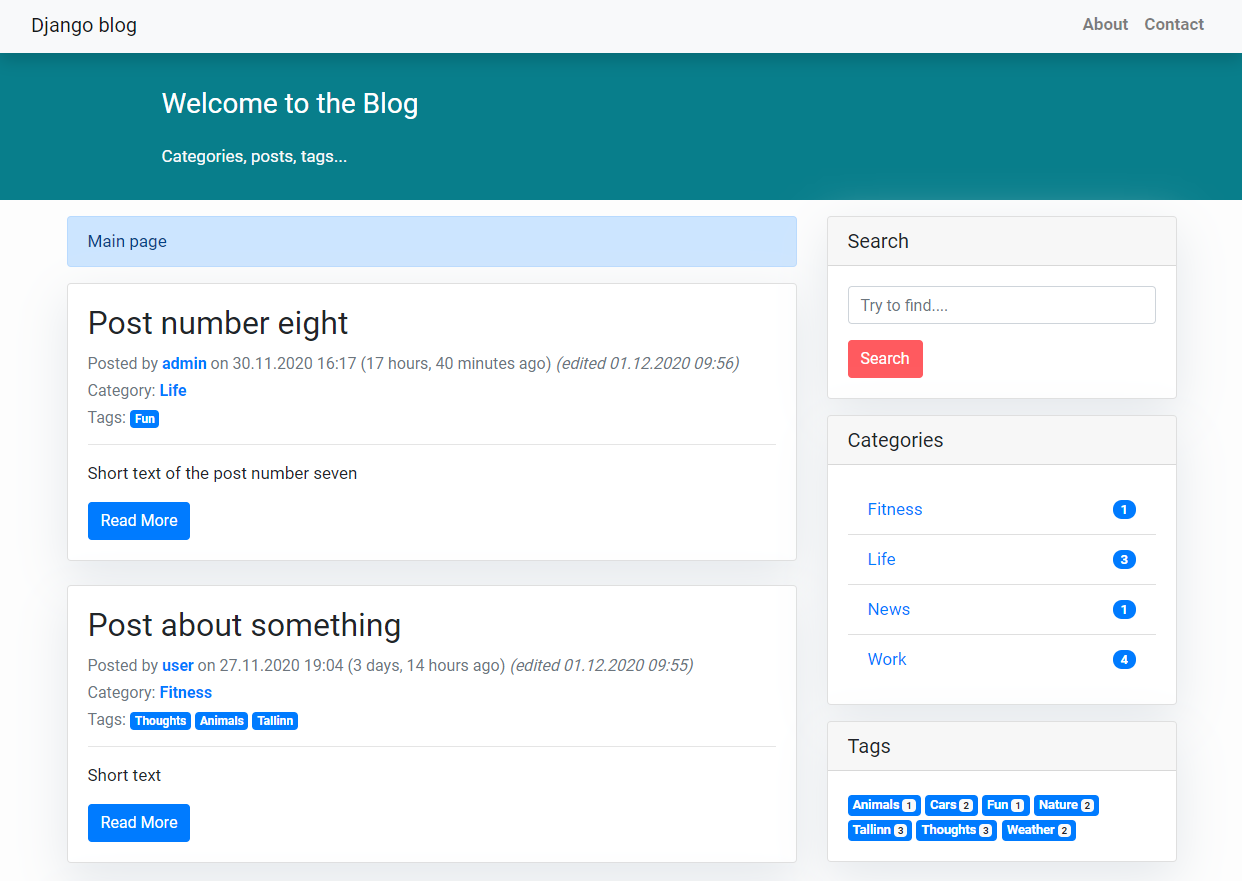 Django blog
About Contact
Welcome to the Blog
Categories, posts, tags...
Main page
Post number eight
Posted by admin on 30.11.2020 16:17 (17 hours, 40 minutes ago) (edited 01.12.2020 09:56)
Category: Life
Tags: Fun
Short text of the post number seven
Read More
Post about something
Posted by user on 27.11.2020 19:04 (3 days, 14 hours ago) (edited 01.12.2020 09:55)
Category: Fitness
Tags: Thoughts Animals Tallinn
Short text
Read More
Search
Try to find....
Search
Categories
Fitness 1
Life 3
News 1
Work 4
Tags
Animals 1 Cars 2 Fun 1 Nature 2
Tallinn 3 Thoughts 3 Weather 2